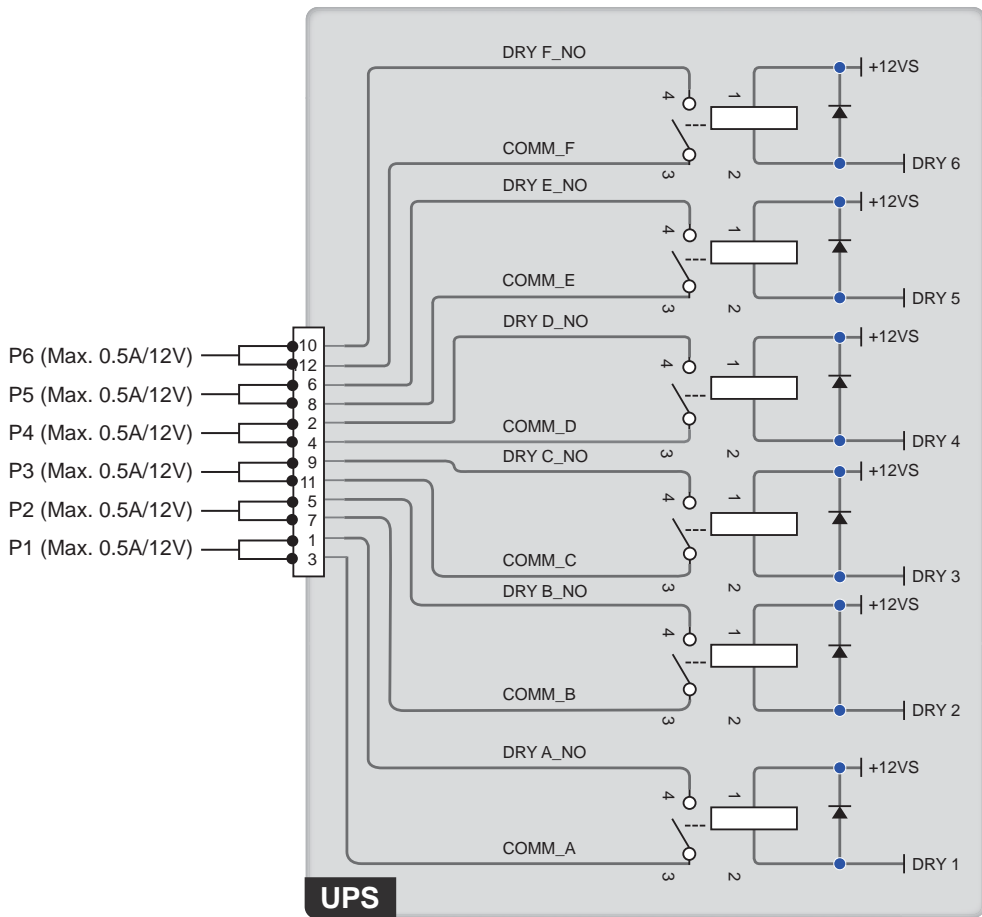 DRY F_NO
+12VS
4
1
COMM_F
3
2
DRY 6
DRY E_NO
+12VS
4
1
COMM_E
3
2
DRY 5
DRY D_NO
+12VS
4
1
COMM_D
3
2
DRY 4
DRY C_NO
+12VS
4
1
COMM_C
3
2
DRY 3
DRY B_NO
+12VS
4
1
COMM_B
3
2
DRY 2
DRY A_NO
+12VS
4
1
COMM_A
3
2
DRY 1
P6 (Max. 0.5A/12V)
10
12
P5 (Max. 0.5A/12V)
6
8
P4 (Max. 0.5A/12V)
2
4
P3 (Max. 0.5A/12V)
9
11
P2 (Max. 0.5A/12V)
5
7
P1 (Max. 0.5A/12V)
1
3
UPS